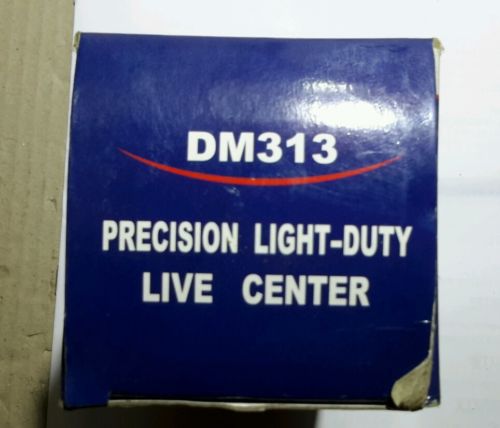 DM313
PRECISION LIGHT-DUTY
LIVE CENTER